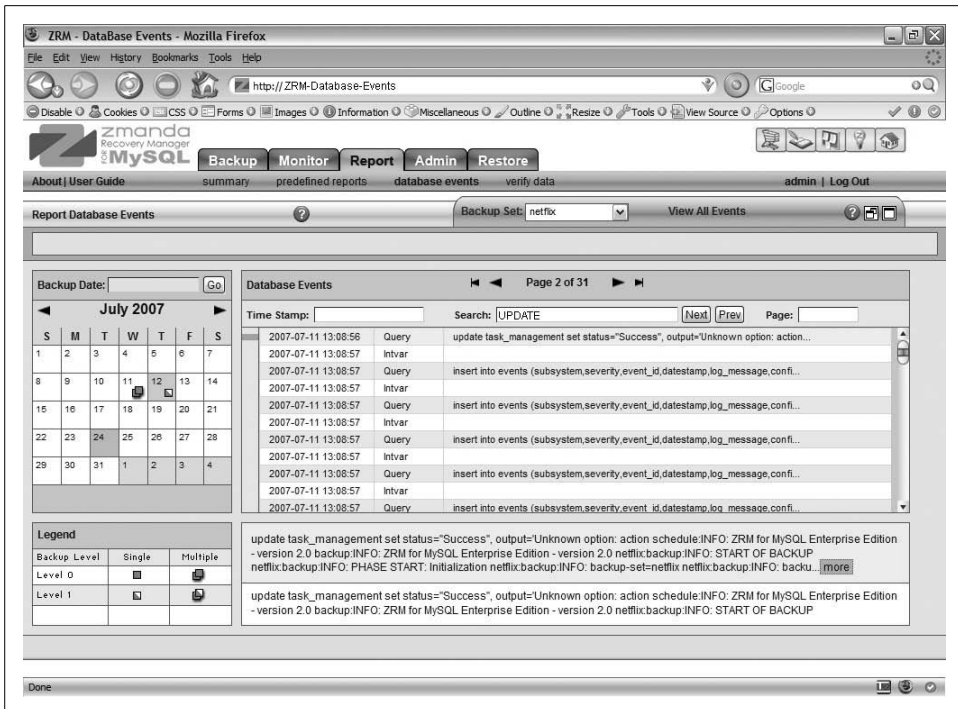 ZRM - DataBase Events - Mozilla Firefox
File Edit View History Bookmarks Tools Help
http://ZRM-Database-Events
G Google
Disable Cookies CSS Forms Images Information Miscellaneous Outline Resize Tools View Source Options
zmanda
Recovery Manager
FOR MySQL
Backup Monitor Report Admin Restore
About | User Guide summary predefined reports database events verify data admin | Log Out
Report Database Events ? Backup Set: netflix View All Events ?
Backup Date: Go
July 2007
S M T W T F S
1 2 3 4 5 6 7
8 9 10 11 12 13 14
15 16 17 18 19 20 21
22 23 24 25 26 27 28
29 30 31 1 2 3 4
Legend
Backup Level Single Multiple
Level 0
Level 1
Database Events Page 2 of 31
Time Stamp: Search: UPDATE Next Prev Page:
2007-07-11 13:08:56 Query update task_management set status="Success", output='Unknown option: action...
2007-07-11 13:08:57 Intvar
2007-07-11 13:08:57 Query insert into events (subsystem,severity,event_id,datestamp,log_message,confi...
2007-07-11 13:08:57 Intvar
2007-07-11 13:08:57 Query insert into events (subsystem,severity,event_id,datestamp,log_message,confi...
2007-07-11 13:08:57 Intvar
2007-07-11 13:08:57 Query insert into events (subsystem,severity,event_id,datestamp,log_message,confi...
2007-07-11 13:08:57 Intvar
2007-07-11 13:08:57 Query insert into events (subsystem,severity,event_id,datestamp,log_message,confi...
2007-07-11 13:08:57 Intvar
2007-07-11 13:08:57 Query insert into events (subsystem,severity,event_id,datestamp,log_message,confi...
update task_management set status="Success", output='Unknown option: action schedule:INFO: ZRM for MySQL Enterprise Edition
- version 2.0 backup:INFO: ZRM for MySQL Enterprise Edition - version 2.0 netflix:backup:INFO: START OF BACKUP
netflix:backup:INFO: PHASE START: Initialization netflix:backup:INFO: backup-set=netflix netflix:backup:INFO: backu... more
update task_management set status="Success", output='Unknown option: action schedule:INFO: ZRM for MySQL Enterprise Edition
- version 2.0 backup:INFO: ZRM for MySQL Enterprise Edition - version 2.0 netflix:backup:INFO: START OF BACKUP
Done